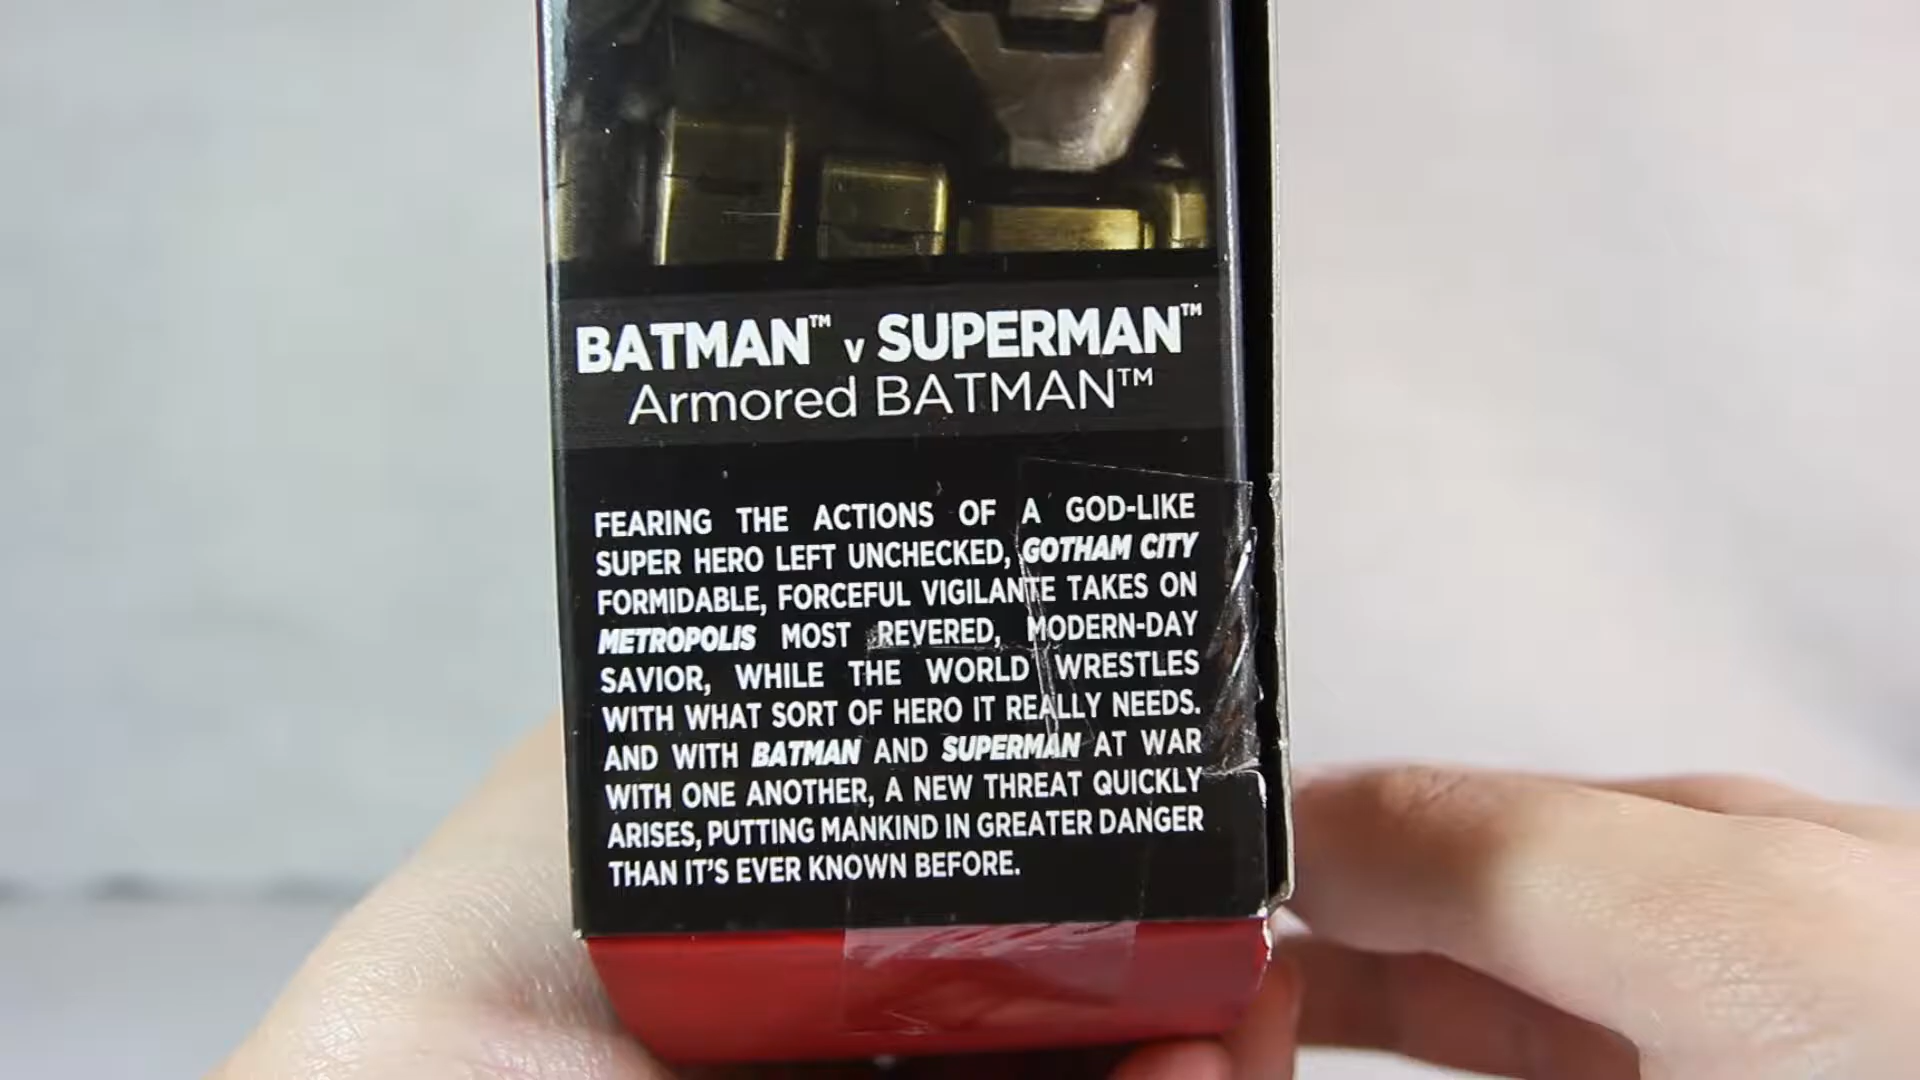 BATMAN™ v SUPERMAN™
Armored BATMAN™
FEARING THE ACTIONS OF A GOD-LIKE
SUPER HERO LEFT UNCHECKED, GOTHAM CITY
FORMIDABLE, FORCEFUL VIGILANTE TAKES ON
METROPOLIS MOST REVERED, MODERN-DAY
SAVIOR, WHILE THE WORLD WRESTLES
WITH WHAT SORT OF HERO IT REALLY NEEDS.
AND WITH BATMAN AND SUPERMAN AT WAR
WITH ONE ANOTHER, A NEW THREAT QUICKLY
ARISES, PUTTING MANKIND IN GREATER DANGER
THAN IT'S EVER KNOWN BEFORE.